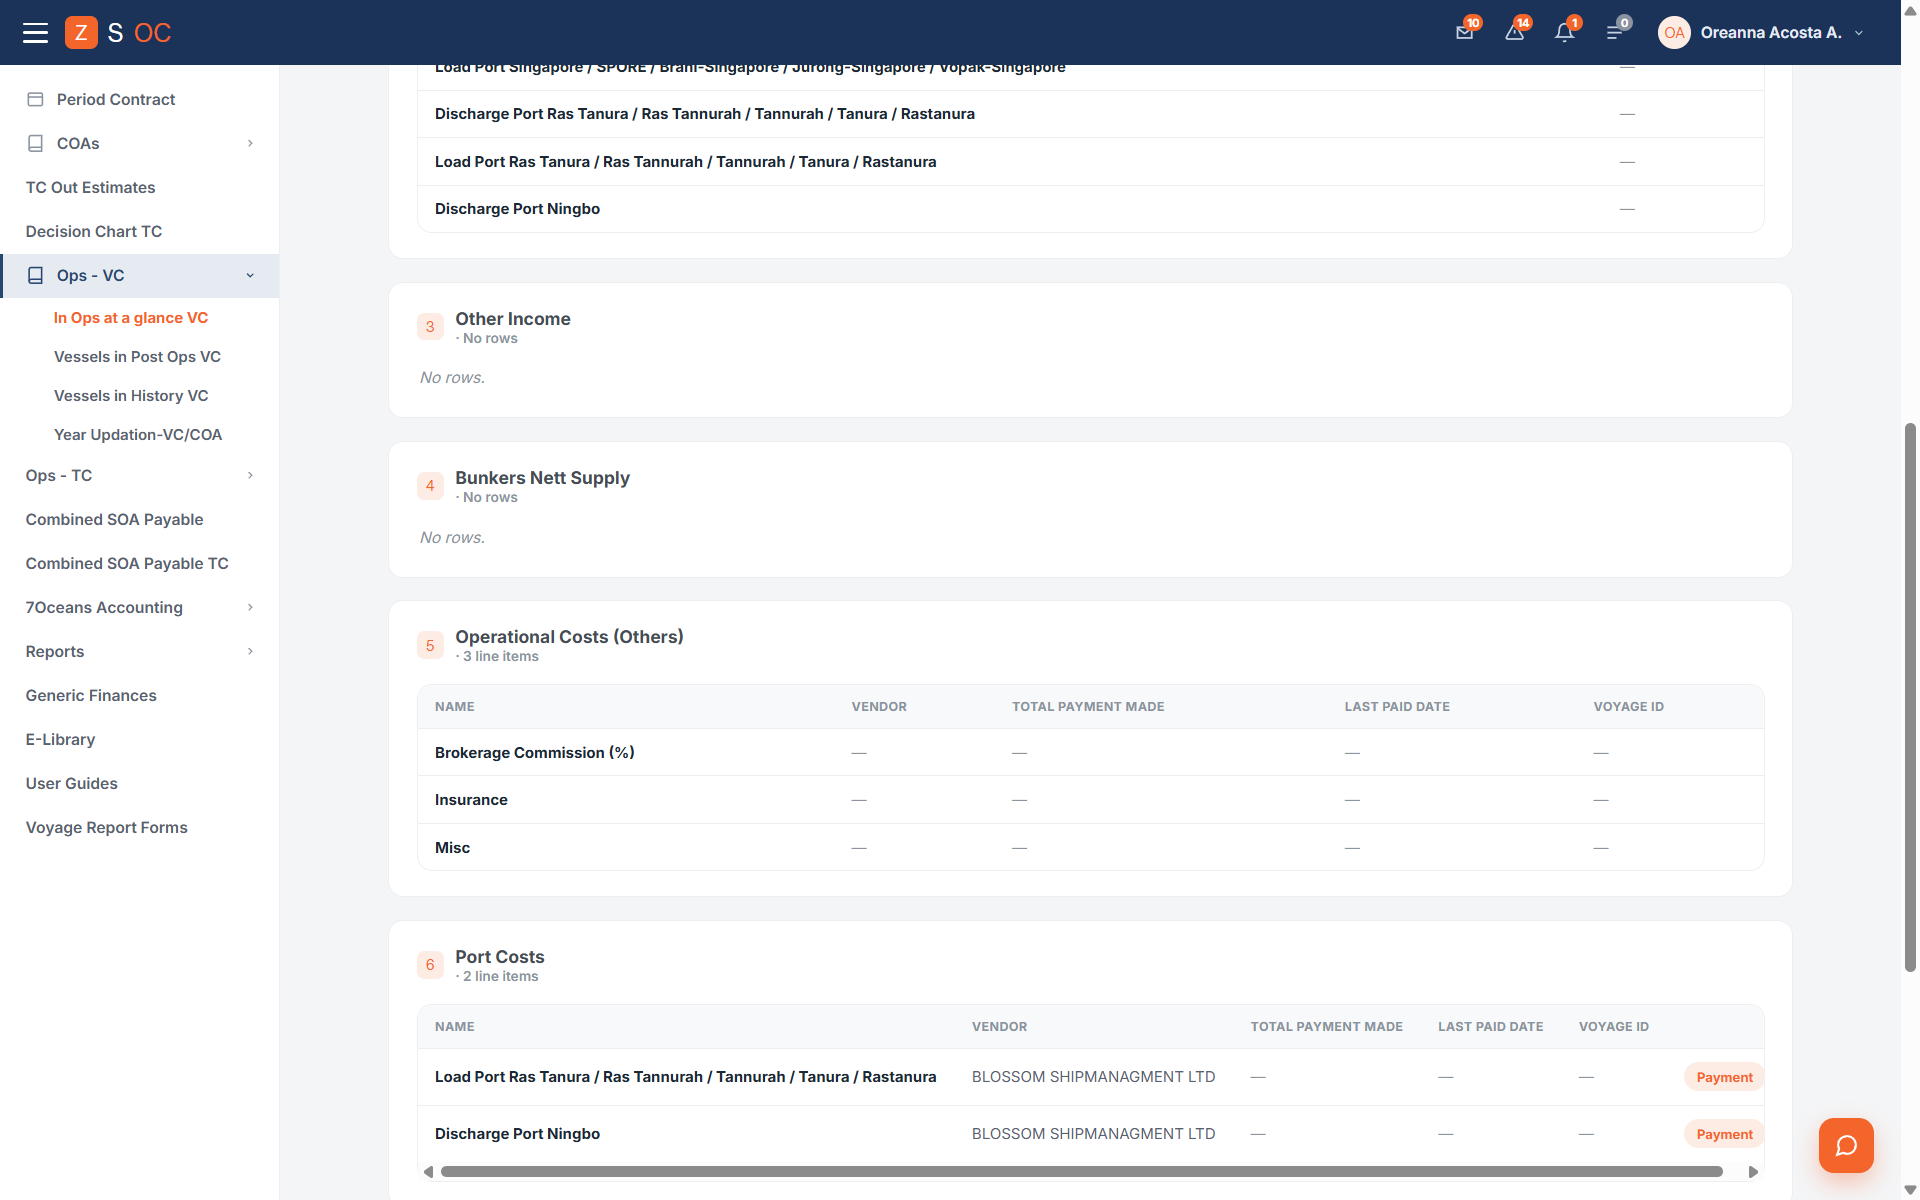 Z S OC
10
14
1
0
OA Oreanna Acosta A.
Period Contract
COAs
TC Out Estimates
Decision Chart TC
Ops - VC
In Ops at a glance VC
Vessels in Post Ops VC
Vessels in History VC
Year Updation-VC/COA
Ops - TC
Combined SOA Payable
Combined SOA Payable TC
7Oceans Accounting
Reports
Generic Finances
E-Library
User Guides
Voyage Report Forms
Load Port Singapore / SPORE / Brani-Singapore / Jurong-Singapore / Vopak-Singapore —
Discharge Port Ras Tanura / Ras Tannurah / Tannurah / Tanura / Rastanura —
Load Port Ras Tanura / Ras Tannurah / Tannurah / Tanura / Rastanura —
Discharge Port Ningbo —
3 Other Income
· No rows
No rows.
4 Bunkers Nett Supply
· No rows
No rows.
5 Operational Costs (Others)
· 3 line items
NAME VENDOR TOTAL PAYMENT MADE LAST PAID DATE VOYAGE ID
Brokerage Commission (%) — — — —
Insurance — — — —
Misc — — — —
6 Port Costs
· 2 line items
NAME VENDOR TOTAL PAYMENT MADE LAST PAID DATE VOYAGE ID
Load Port Ras Tanura / Ras Tannurah / Tannurah / Tanura / Rastanura BLOSSOM SHIPMANAGMENT LTD — — — Payment
Discharge Port Ningbo BLOSSOM SHIPMANAGMENT LTD — — — Payment